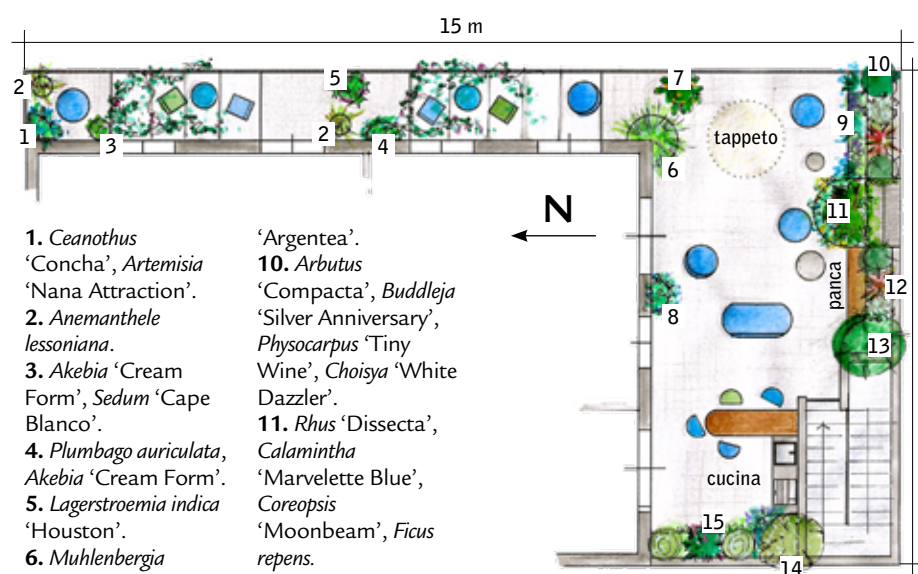 15 m
2
5
7
10
1
3
2
4
6
9
tappeto
11
N
panca
12
8
13
cucina
15
14
1. Ceanothus
‘Concha’, Artemisia
‘Nana Attraction’.
2. Anemanthele
lessoniana.
3. Akebia ‘Cream
Form’, Sedum ‘Cape
Blanco’.
4. Plumbago auriculata,
Akebia ‘Cream Form’.
5. Lagerstroemia indica
‘Houston’.
6. Muhlenbergia
‘Argentea’.
10. Arbutus
‘Compacta’, Buddleja
‘Silver Anniversary’,
Physocarpus ‘Tiny
Wine’, Choisya ‘White
Dazzler’.
11. Rhus ‘Dissecta’,
Calamintha
‘Marvelette Blue’,
Coreopsis
‘Moonbeam’, Ficus
repens.